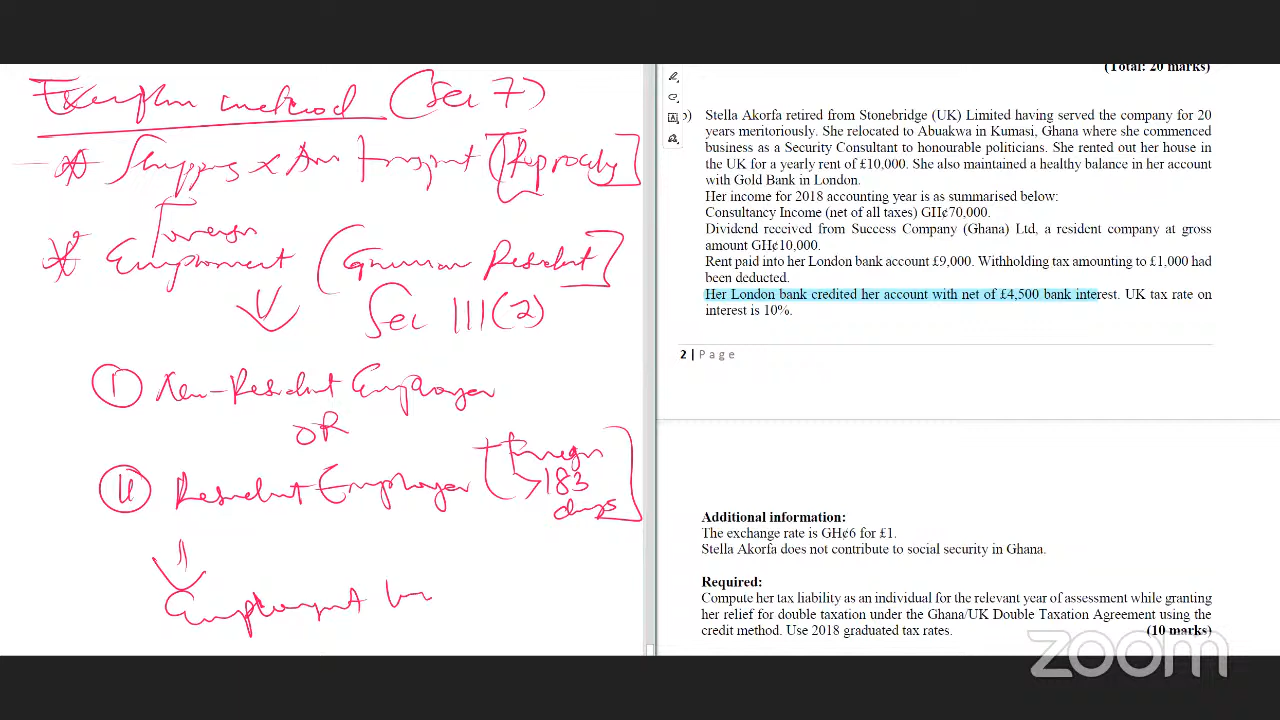 Exemption method (Sec 7)
Shipping x Air Transport (Reciprocity
Foreign
Employment (Ghanaian Resident
Sec 111(2)
I Non-Resident Employer
OR
II Resident Employer
Foreign
183
days
Employment
(Total: 20 marks)
Stella Akorfa retired from Stonebridge (UK) Limited having served the company for 20
years meritoriously. She relocated to Abuakwa in Kumasi, Ghana where she commenced
business as a Security Consultant to honourable politicians. She rented out her house in
the UK for a yearly rent of £10,000. She also maintained a healthy balance in her account
with Gold Bank in London.
Her income for 2018 accounting year is as summarised below:
Consultancy Income (net of all taxes) GH¢70,000.
Dividend received from Success Company (Ghana) Ltd, a resident company at gross
amount GH¢10,000.
Rent paid into her London bank account £9,000. Withholding tax amounting to £1,000 had
been deducted.
Her London bank credited her account with net of £4,500 bank interest. UK tax rate on
interest is 10%.
2 | Page
Additional information:
The exchange rate is GH¢6 for £1.
Stella Akorfa does not contribute to social security in Ghana.
Required:
Compute her tax liability as an individual for the relevant year of assessment while granting
her relief for double taxation under the Ghana/UK Double Taxation Agreement using the
credit method. Use 2018 graduated tax rates. (10 marks)
zoom